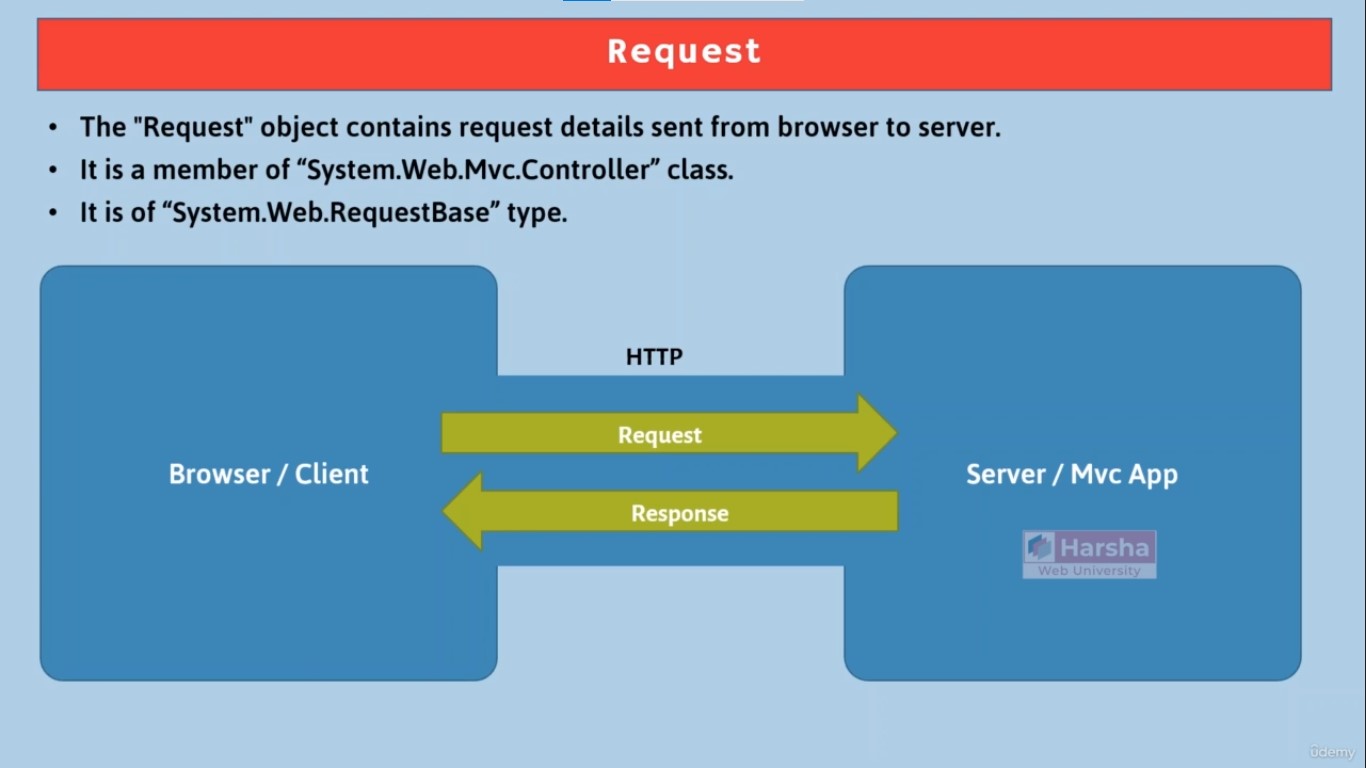 Request
• The "Request" object contains request details sent from browser to server.
• It is a member of “System.Web.Mvc.Controller” class.
• It is of “System.Web.RequestBase” type.
HTTP
Request
Browser / Client
Server / Mvc App
Response
Harsha
Web University
ûdemy